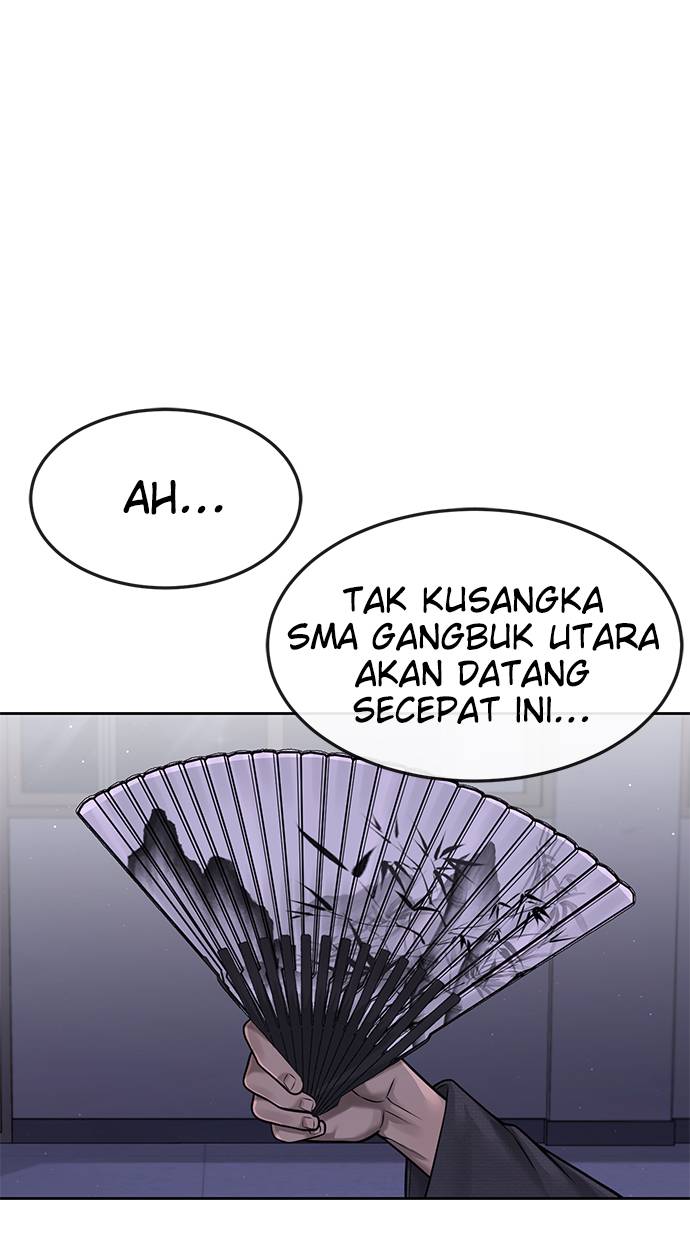 AH...
TAK KUSANGKA
SMA GANGBUK UTARA
AKAN DATANG
SECEPAT INI...